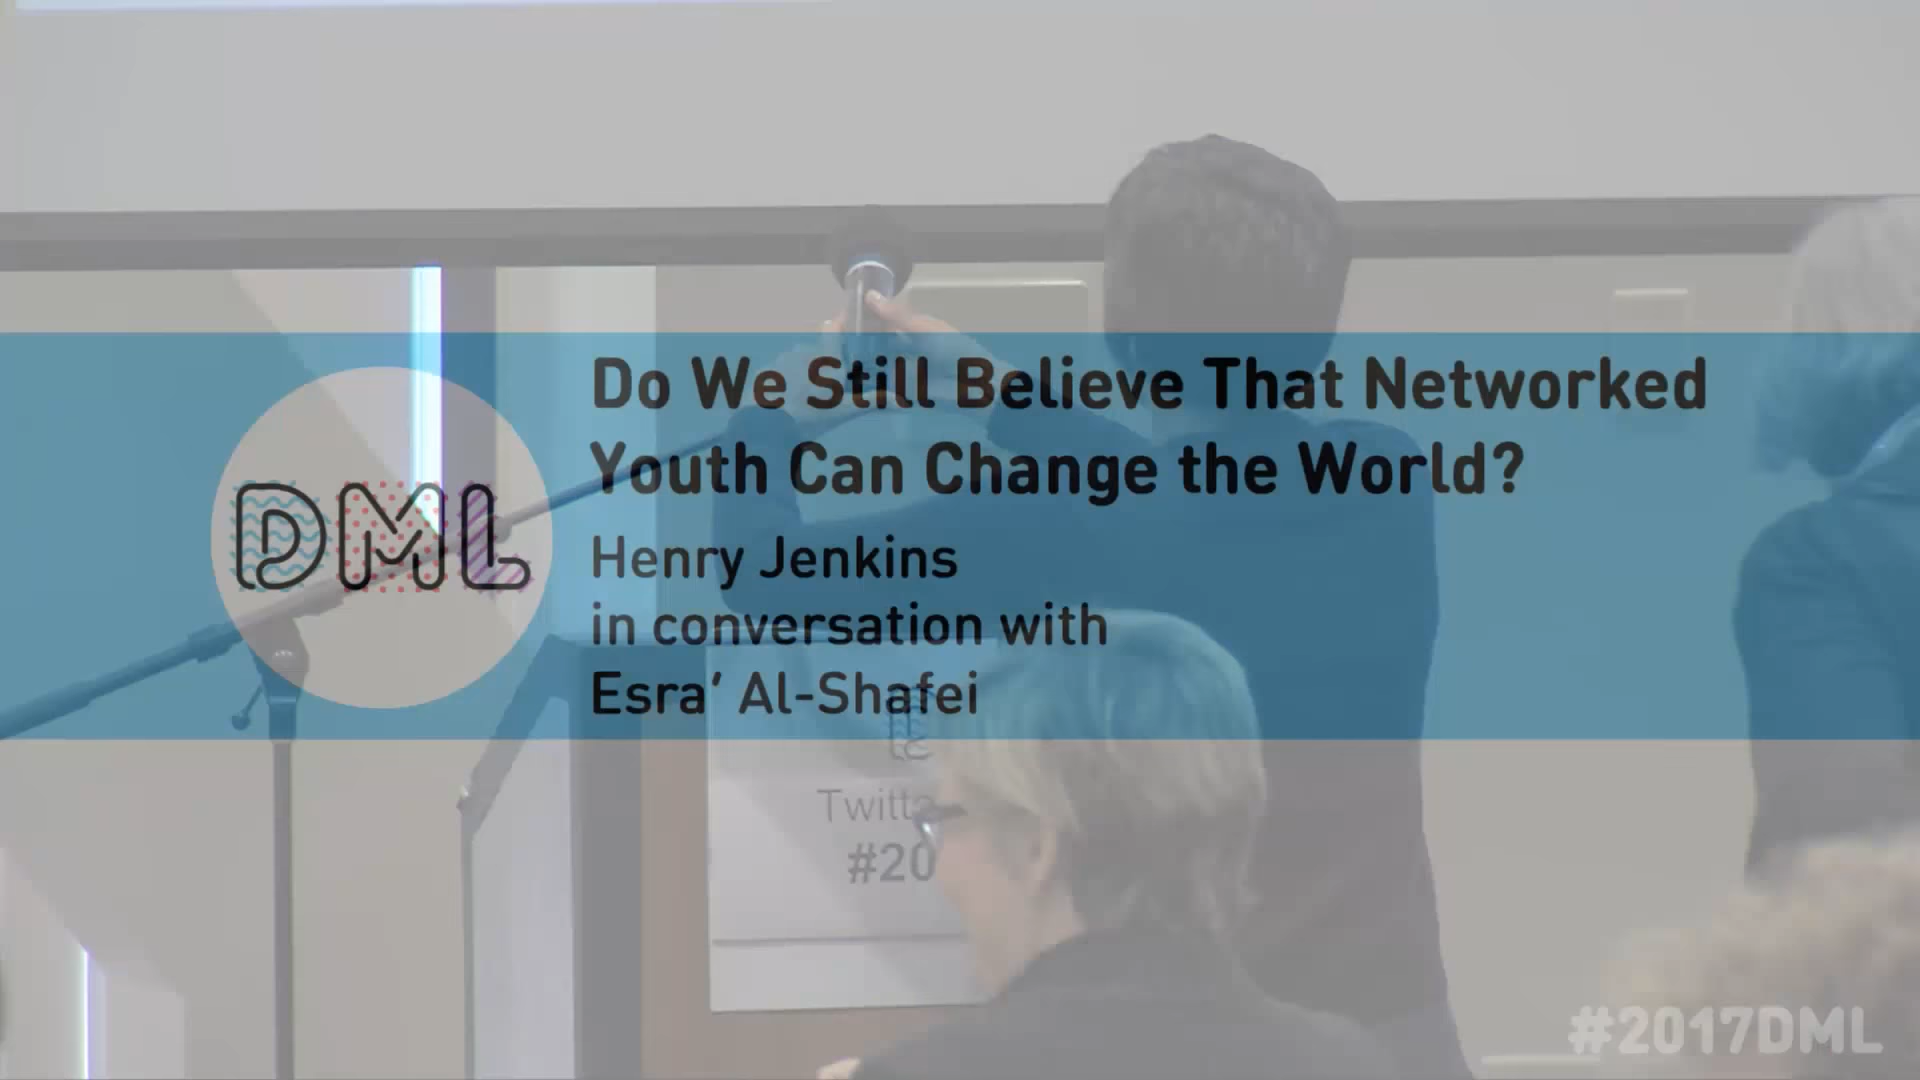 Do We Still Believe That Networked
Youth Can Change the World?
DML
Henry Jenkins
in conversation with
Esra’ Al-Shafei
#20
#2017DML